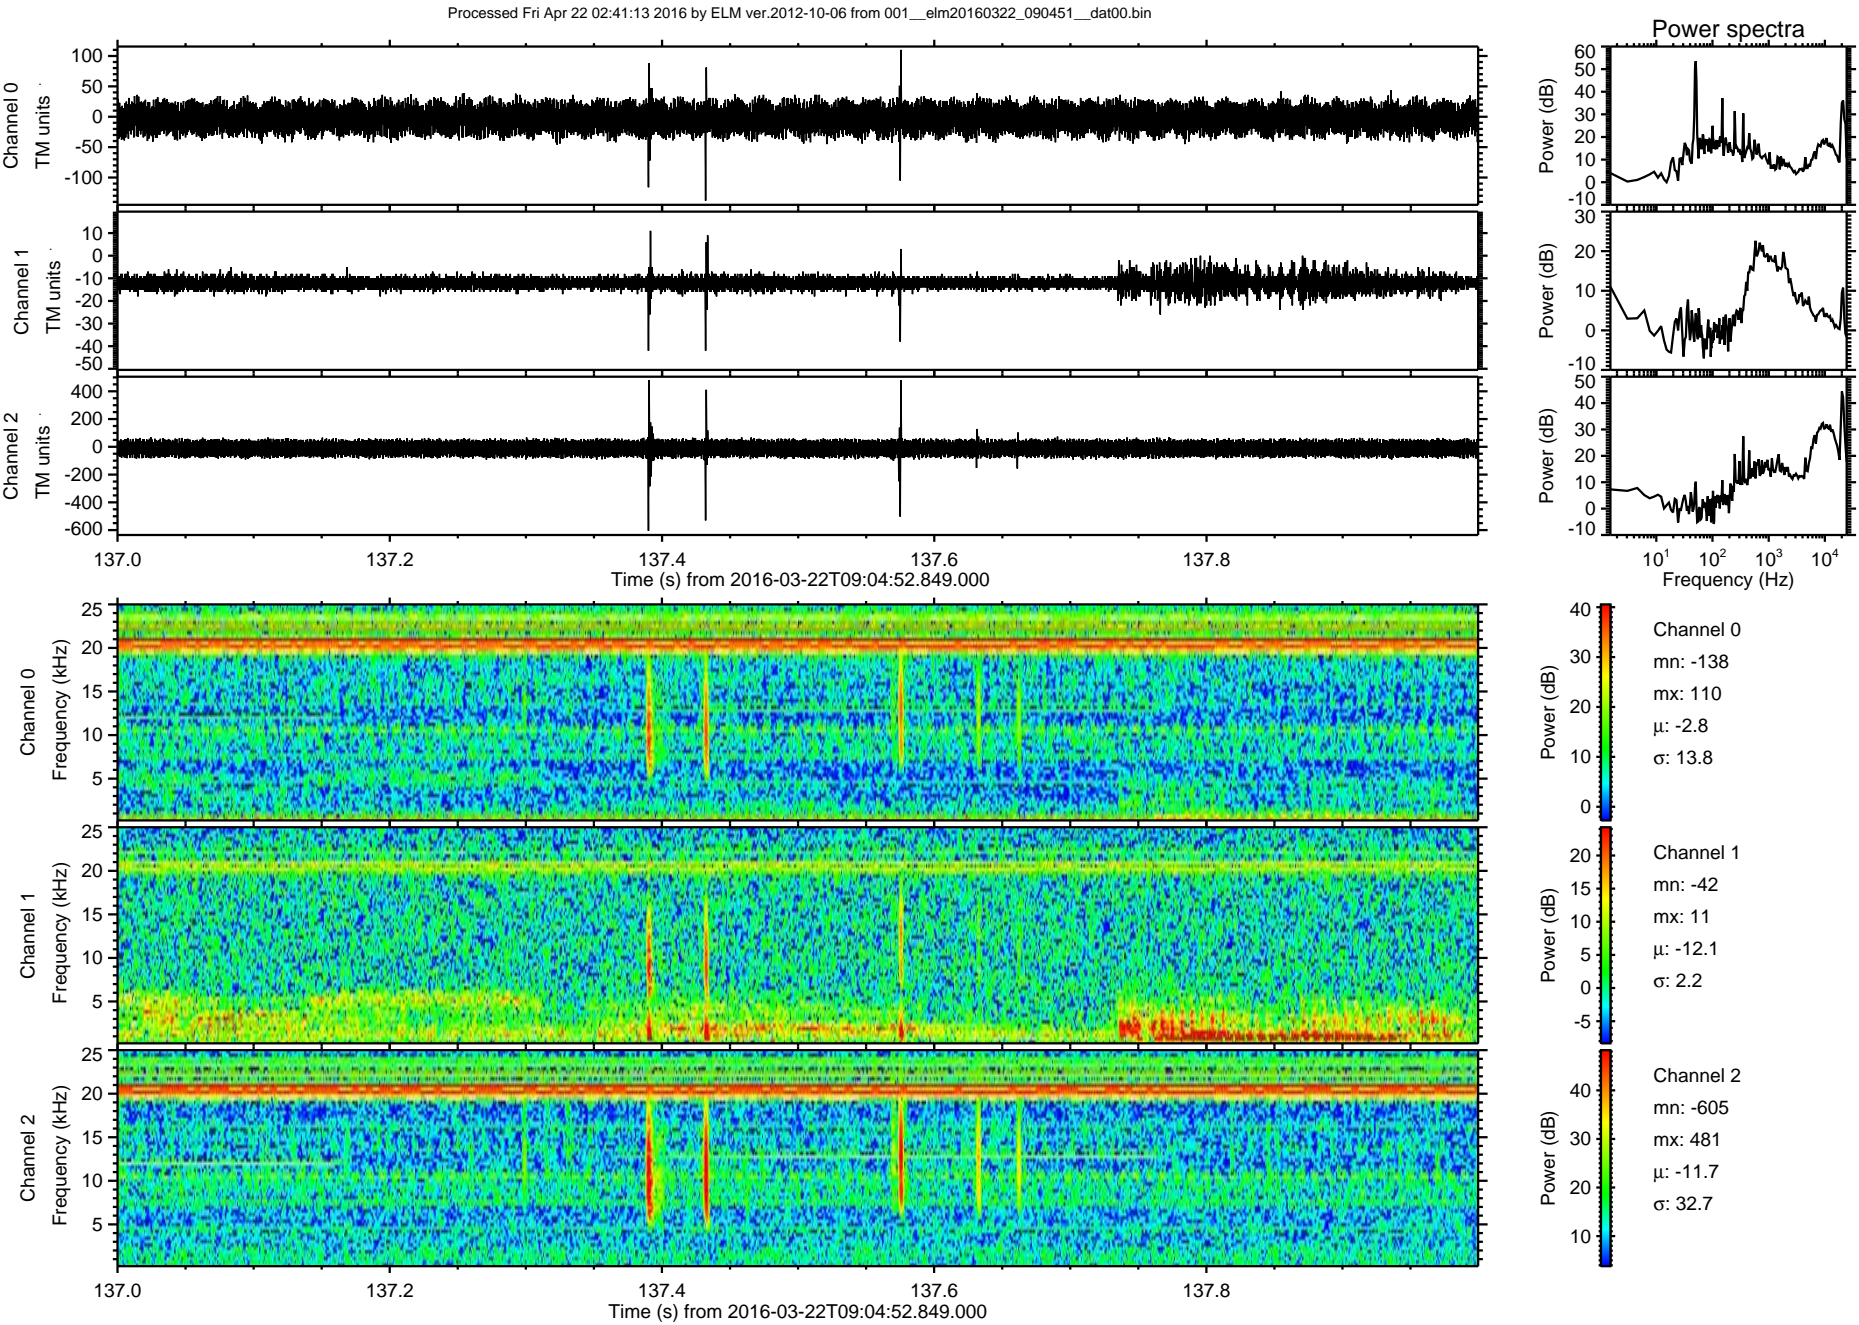 Processed Fri Apr 22 02:41:13 2016 by ELM ver.2012-10-06 from 001__elm20160322_090451__dat00.bin
Power spectra
Channel 0
TM units
100
50
0
-50
-100
Power (dB)
60
50
40
30
20
10
0
-10
Channel 1
TM units
10
0
-10
-20
-30
-40
-50
Power (dB)
30
20
10
0
-10
Channel 2
TM units
400
200
0
-200
-400
-600
Power (dB)
50
40
30
20
10
0
-10
137.0 137.2 137.4 137.6 137.8
Time (s) from 2016-03-22T09:04:52.849.000
10^1 10^2 10^3 10^4
Frequency (Hz)
Channel 0
Frequency (kHz)
25
20
15
10
5
Power (dB)
40
30
20
10
0
Channel 0
mn: -138
mx: 110
μ: -2.8
σ: 13.8
Channel 1
Frequency (kHz)
25
20
15
10
5
Power (dB)
20
15
10
5
0
-5
Channel 1
mn: -42
mx: 11
μ: -12.1
σ: 2.2
Channel 2
Frequency (kHz)
25
20
15
10
5
Power (dB)
40
30
20
10
Channel 2
mn: -605
mx: 481
μ: -11.7
σ: 32.7
137.0 137.2 137.4 137.6 137.8
Time (s) from 2016-03-22T09:04:52.849.000